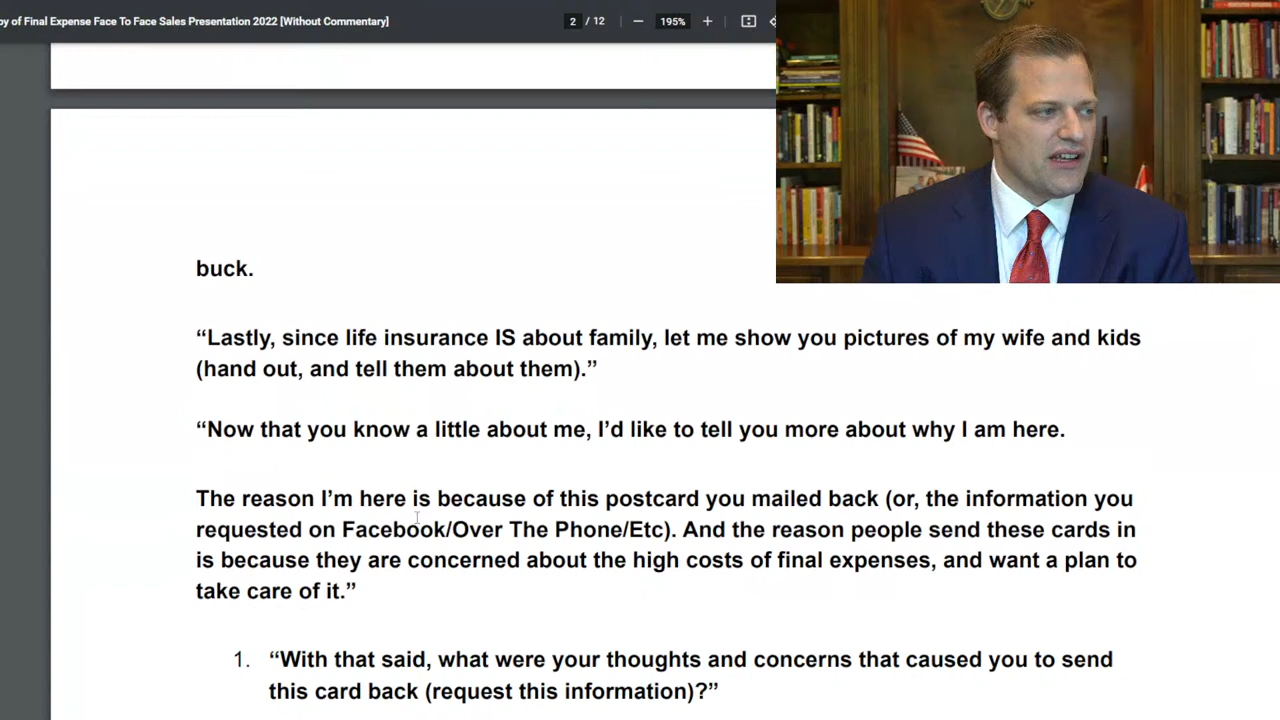 py of Final Expense Face To Face Sales Presentation 2022 [Without Commentary]
2 / 12
195%
buck.
“Lastly, since life insurance IS about family, let me show you pictures of my wife and kids
(hand out, and tell them about them).”
“Now that you know a little about me, I’d like to tell you more about why I am here.
The reason I’m here is because of this postcard you mailed back (or, the information you
requested on Facebook/Over The Phone/Etc). And the reason people send these cards in
is because they are concerned about the high costs of final expenses, and want a plan to
take care of it.”
1. “With that said, what were your thoughts and concerns that caused you to send
this card back (request this information)?”